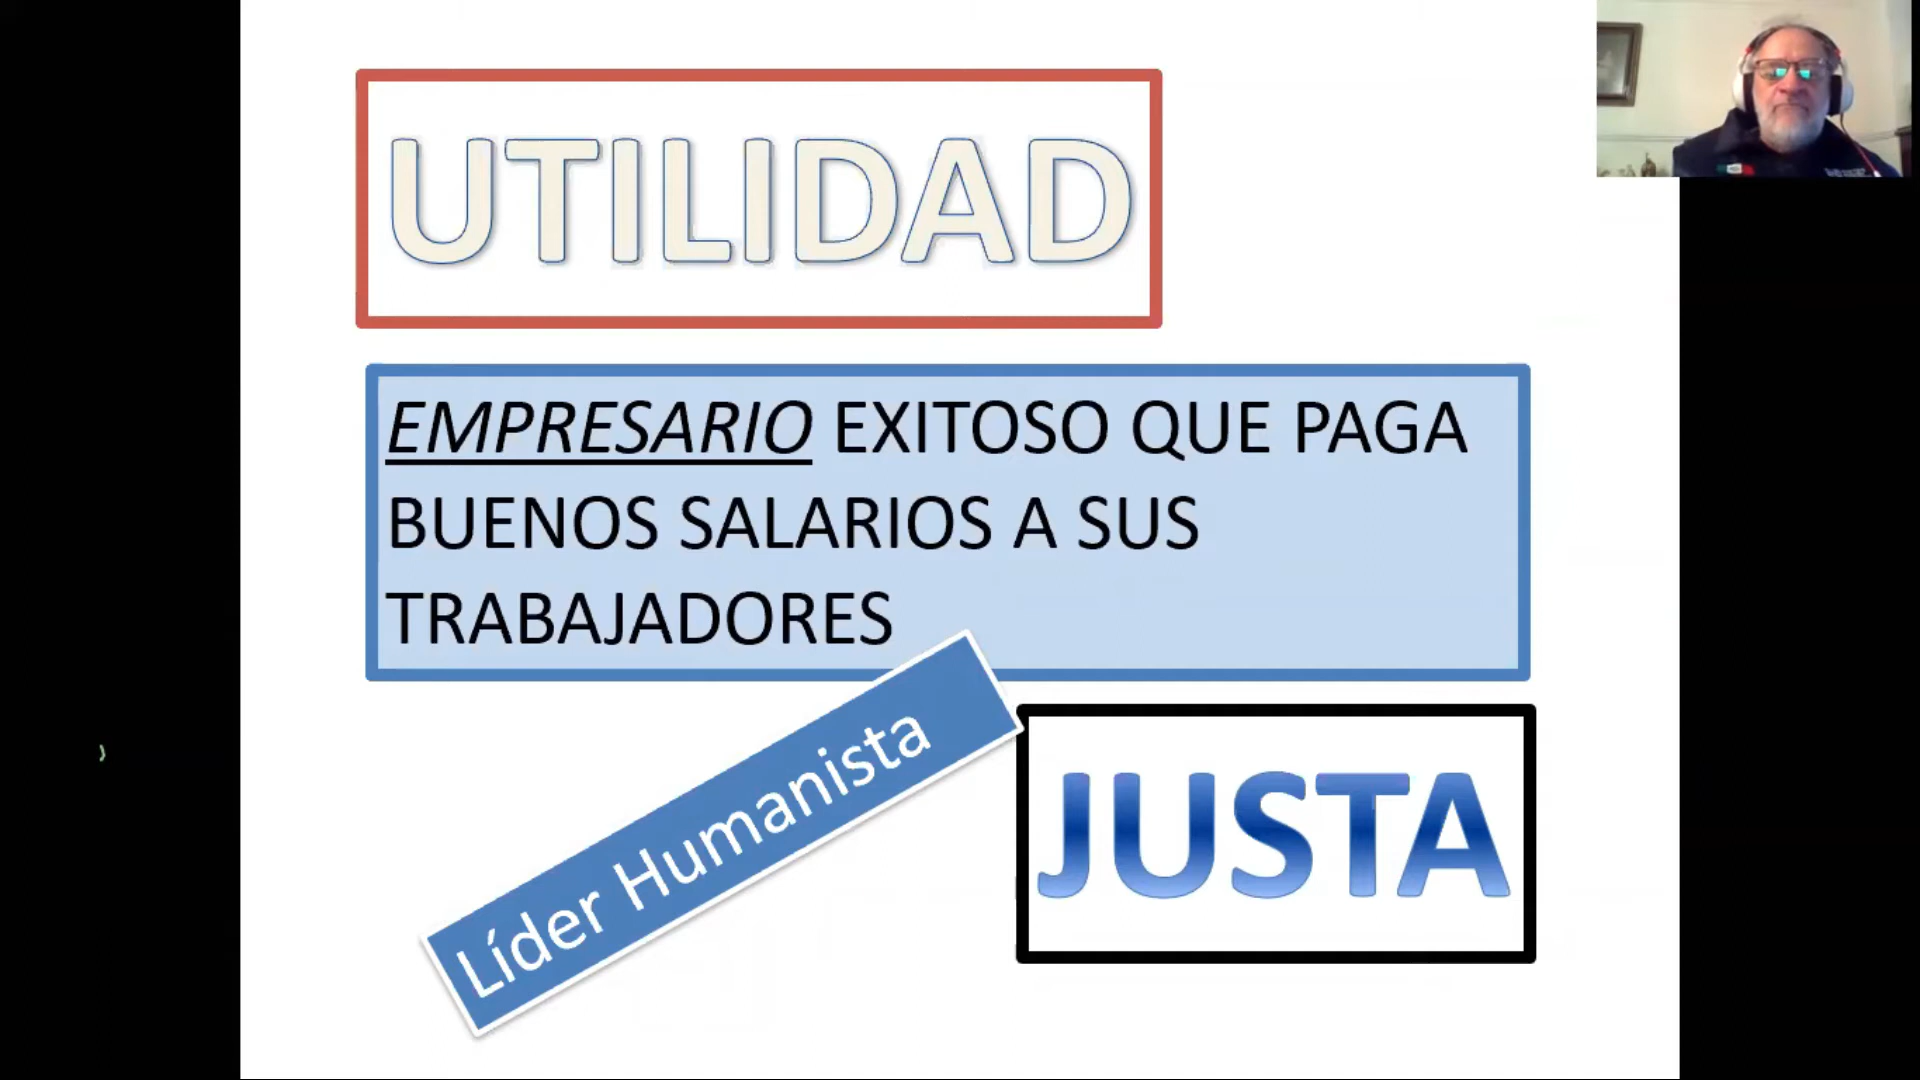 UTILIDAD
EMPRESARIO EXITOSO QUE PAGA
BUENOS SALARIOS A SUS
TRABAJADORES
Líder Humanista
JUSTA